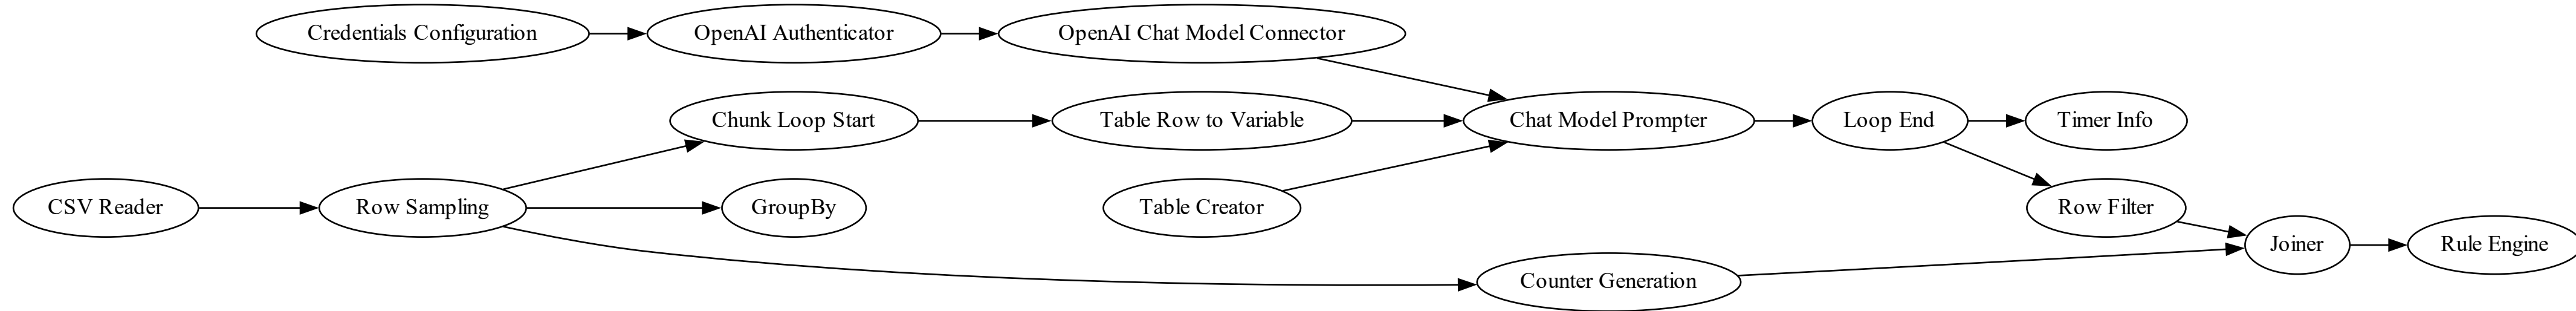 Credentials Configuration
OpenAI Authenticator
OpenAI Chat Model Connector
Chunk Loop Start
Table Row to Variable
Chat Model Prompter
Loop End
Timer Info
CSV Reader
Row Sampling
GroupBy
Table Creator
Row Filter
Joiner
Rule Engine
Counter Generation